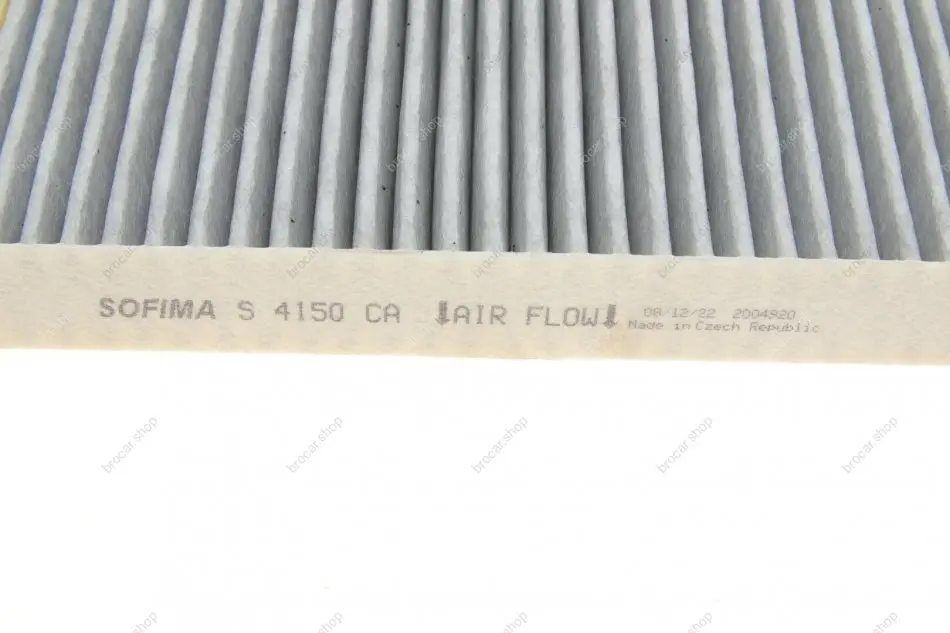 SOFIMA S 4150 CA ↓AIR FLOW↓ 08/12/22 2004920
Made in Czech Republic
brocar.shop